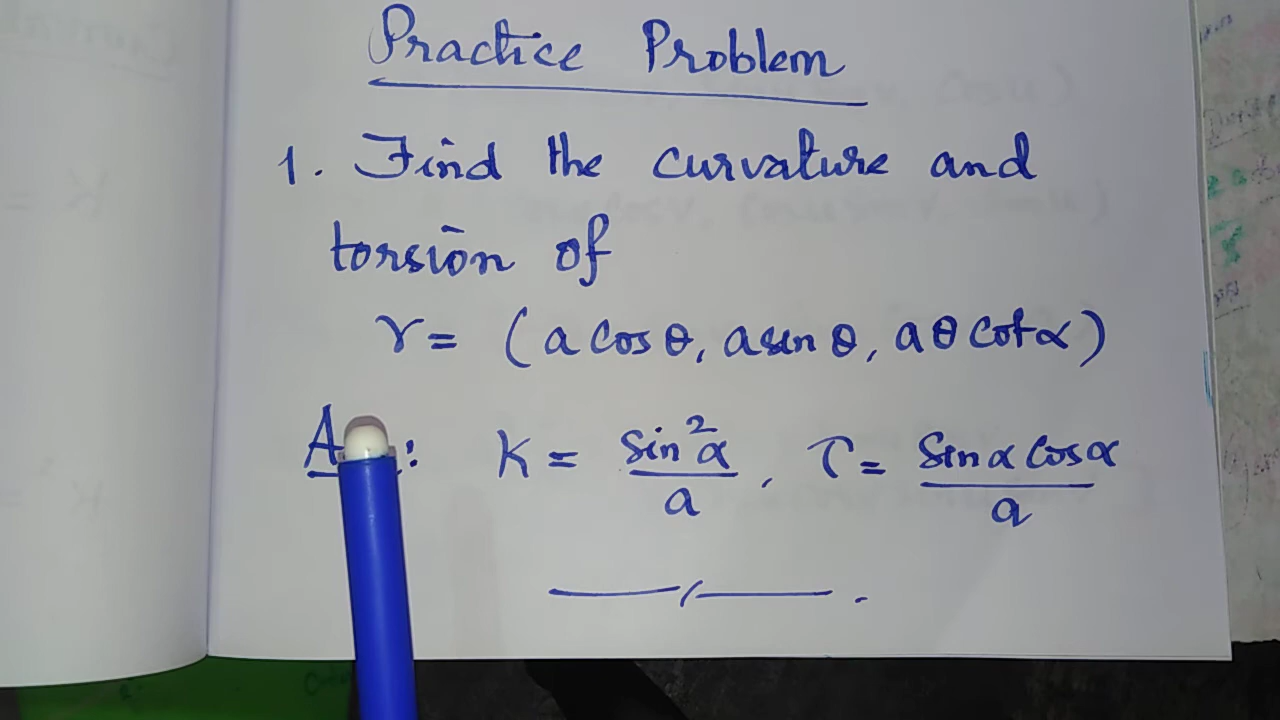 Practice Problem
1. Find the curvature and
torsion of
r = (a cos θ, a sin θ, a θ cot α)
K = sin²α/a, τ = sin α cos α/a